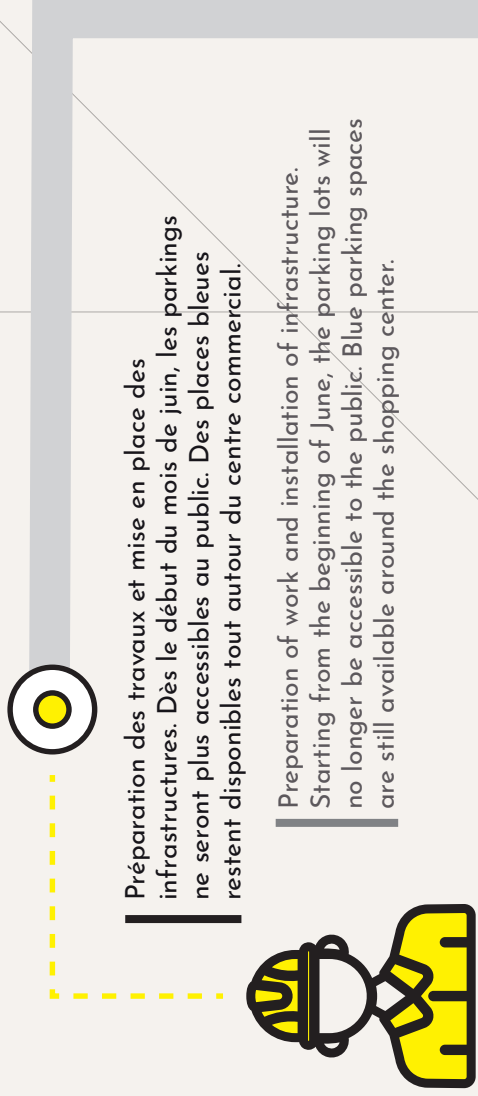 Préparation des travaux et mise en place des
infrastructures. Dès le début du mois de juin, les parkings
ne seront plus accessibles au public. Des places bleues
restent disponibles tout autour du centre commercial.
Preparation of work and installation of infrastructure.
Starting from the beginning of June, the parking lots will
no longer be accessible to the public. Blue parking spaces
are still available around the shopping center.